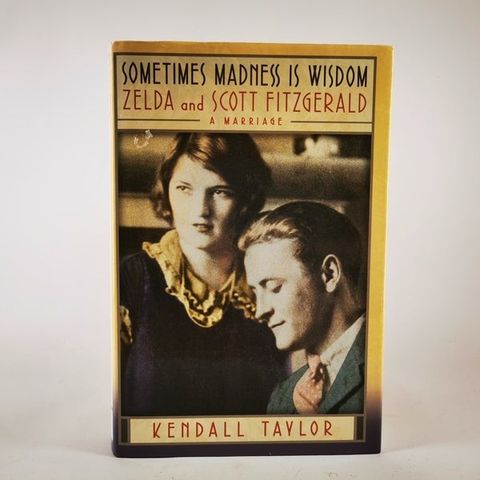 SOMETIMES MADNESS IS WISDOM
ZELDA and SCOTT FITZGERALD
A MARRIAGE
KENDALL TAYLOR